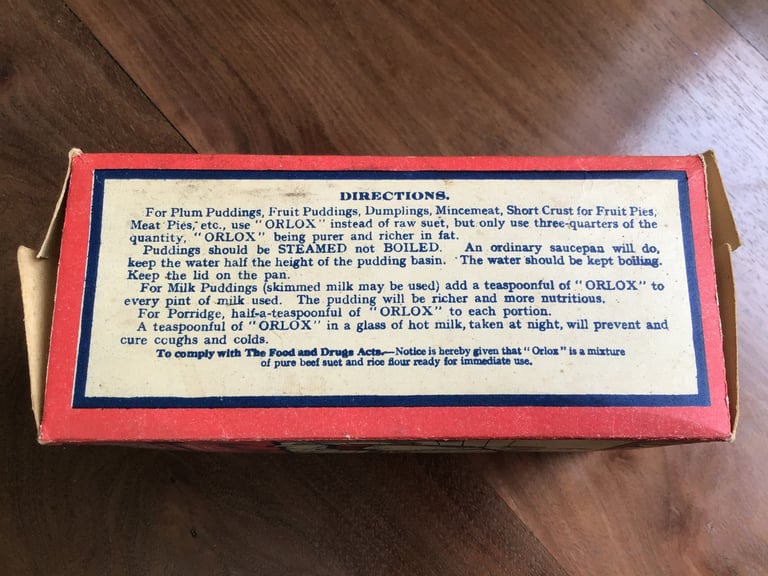 DIRECTIONS.
For Plum Puddings, Fruit Puddings, Dumplings, Mincemeat, Short Crust for Fruit Pies,
Meat Pies, etc., use "ORLOX" instead of raw suet, but only use three-quarters of the
quantity, "ORLOX" being purer and richer in fat.
Puddings should be STEAMED not BOILED. An ordinary saucepan will do,
keep the water half the height of the pudding basin. The water should be kept boiling.
Keep the lid on the pan.
For Milk Puddings (skimmed milk may be used) add a teaspoonful of "ORLOX" to
every pint of milk used. The pudding will be richer and more nutritious.
For Porridge, half-a-teaspoonful of "ORLOX" to each portion.
A teaspoonful of "ORLOX" in a glass of hot milk, taken at night, will prevent and
cure coughs and colds.
To comply with The Food and Drugs Acts.—Notice is hereby given that "Orlox" is a mixture
of pure beef suet and rice flour ready for immediate use.